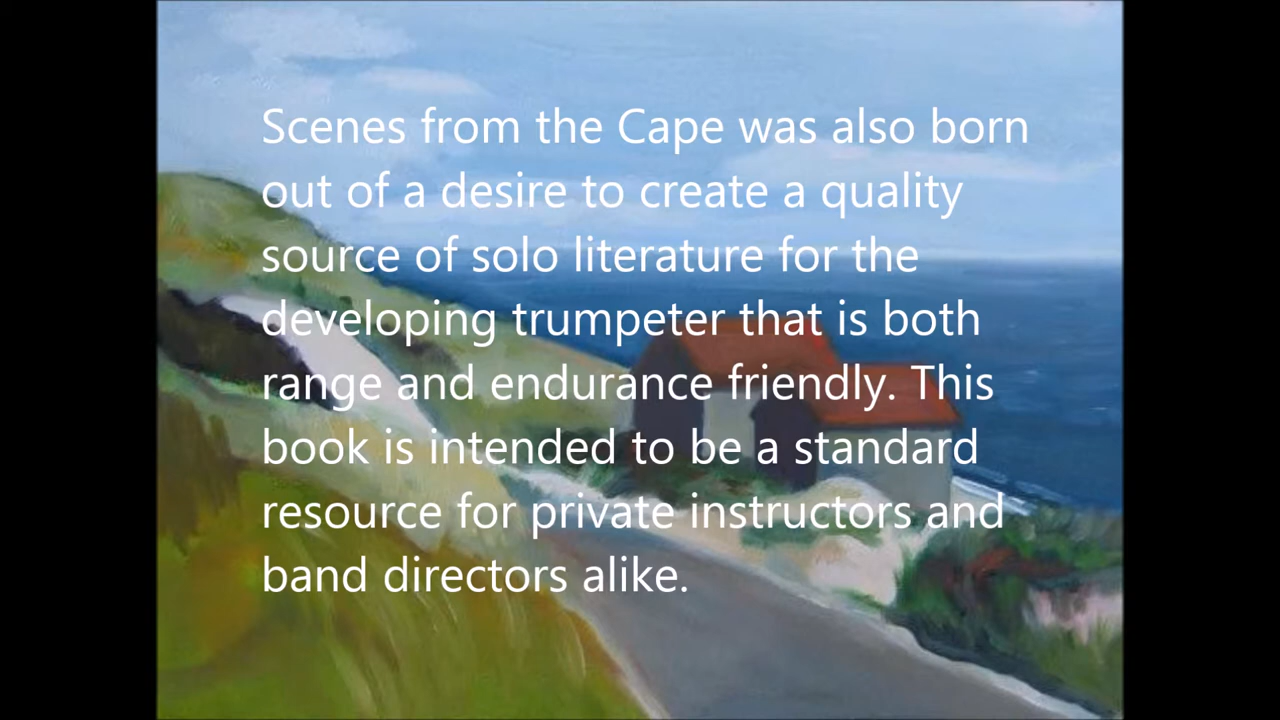 Scenes from the Cape was also born
out of a desire to create a quality
source of solo literature for the
developing trumpeter that is both
range and endurance friendly. This
book is intended to be a standard
resource for private instructors and
band directors alike.